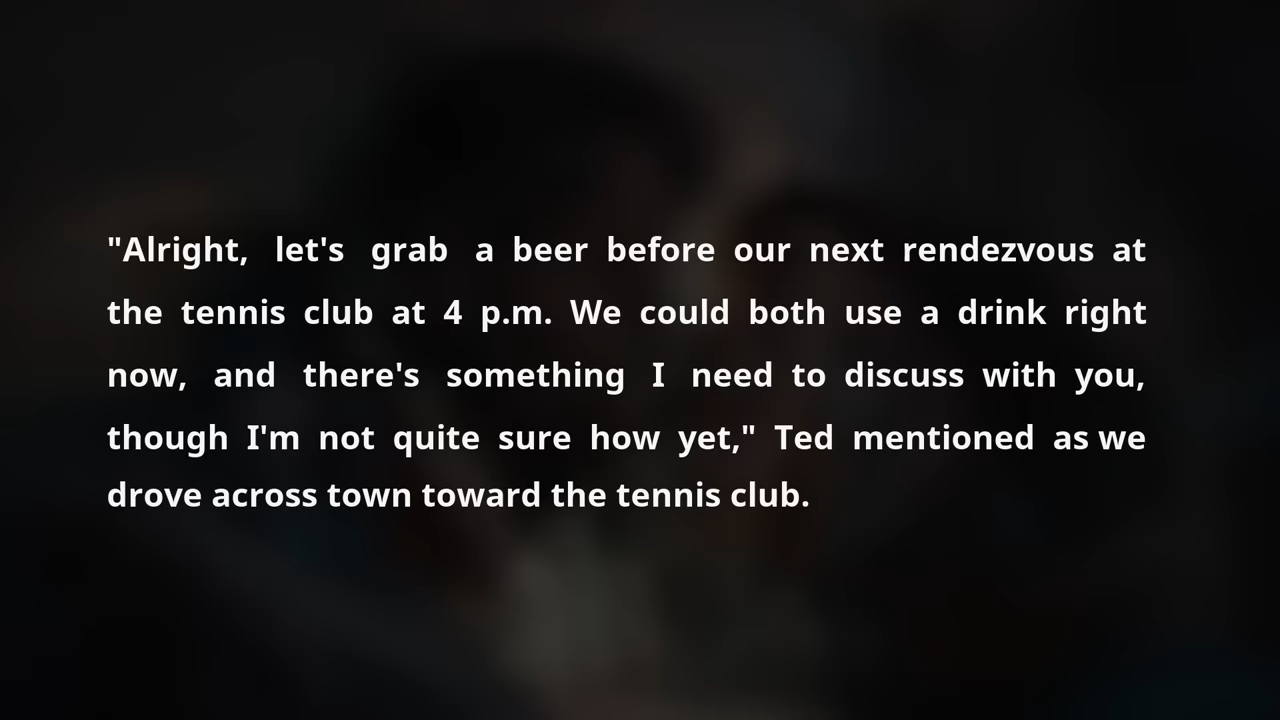 "Alright, let's grab a beer before our next rendezvous at
the tennis club at 4 p.m. We could both use a drink right
now, and there's something I need to discuss with you,
though I'm not quite sure how yet," Ted mentioned as we
drove across town toward the tennis club.